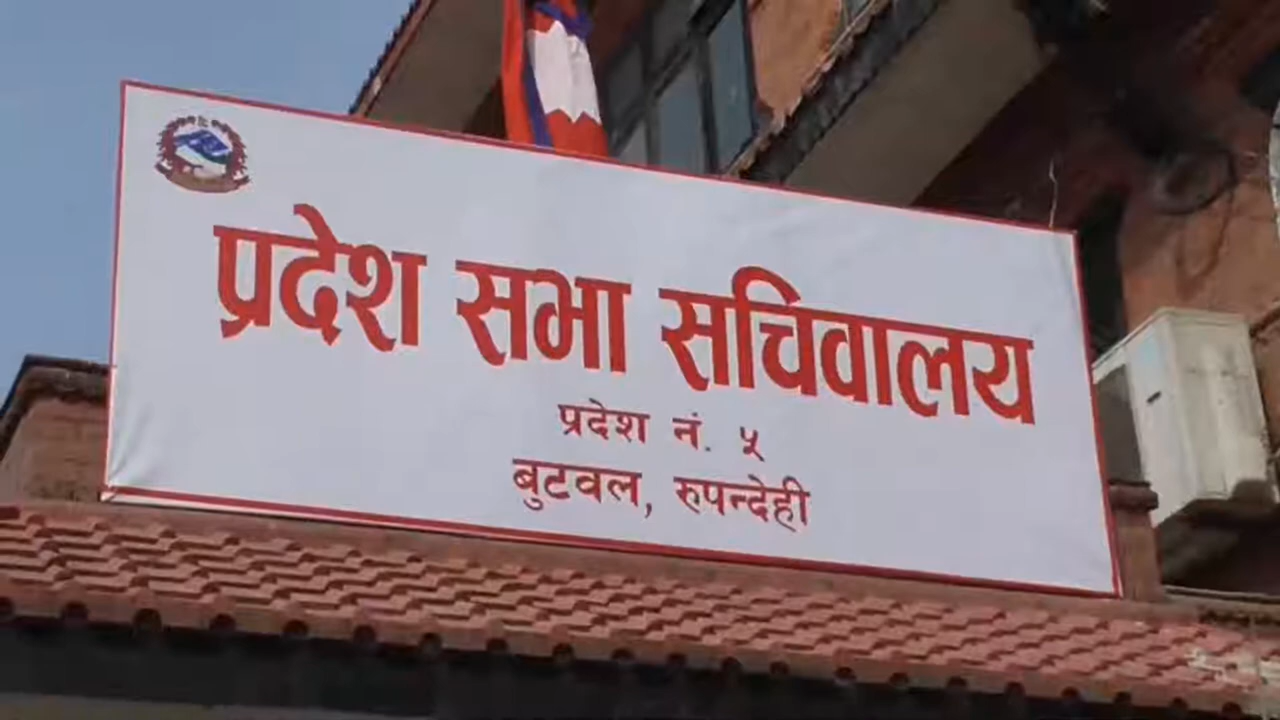 प्रदेश सभा सचिवालय
प्रदेश नं. ५
बुटवल, रुपन्देही